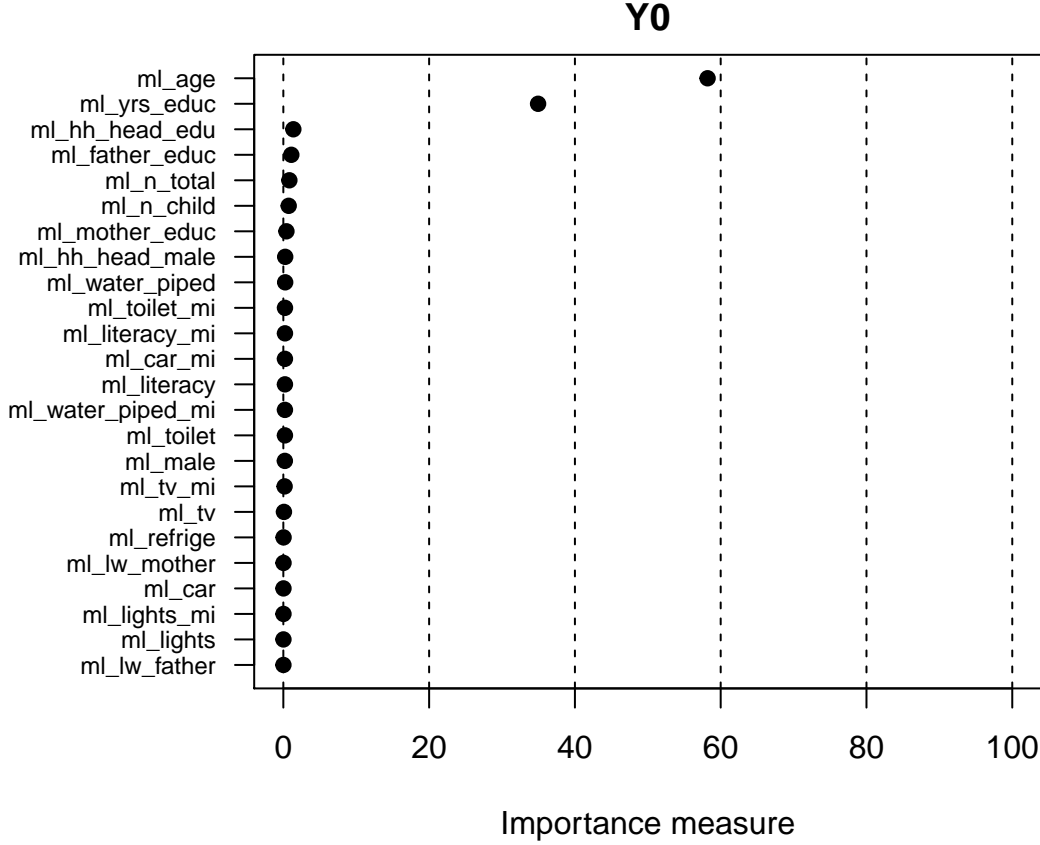 Y0
ml_age
ml_yrs_educ
ml_hh_head_edu
ml_father_educ
ml_n_total
ml_n_child
ml_mother_educ
ml_hh_head_male
ml_water_piped
ml_toilet_mi
ml_literacy_mi
ml_car_mi
ml_literacy
ml_water_piped_mi
ml_toilet
ml_male
ml_tv_mi
ml_tv
ml_refrige
ml_lw_mother
ml_car
ml_lights_mi
ml_lights
ml_lw_father
0 20 40 60 80 100
Importance measure